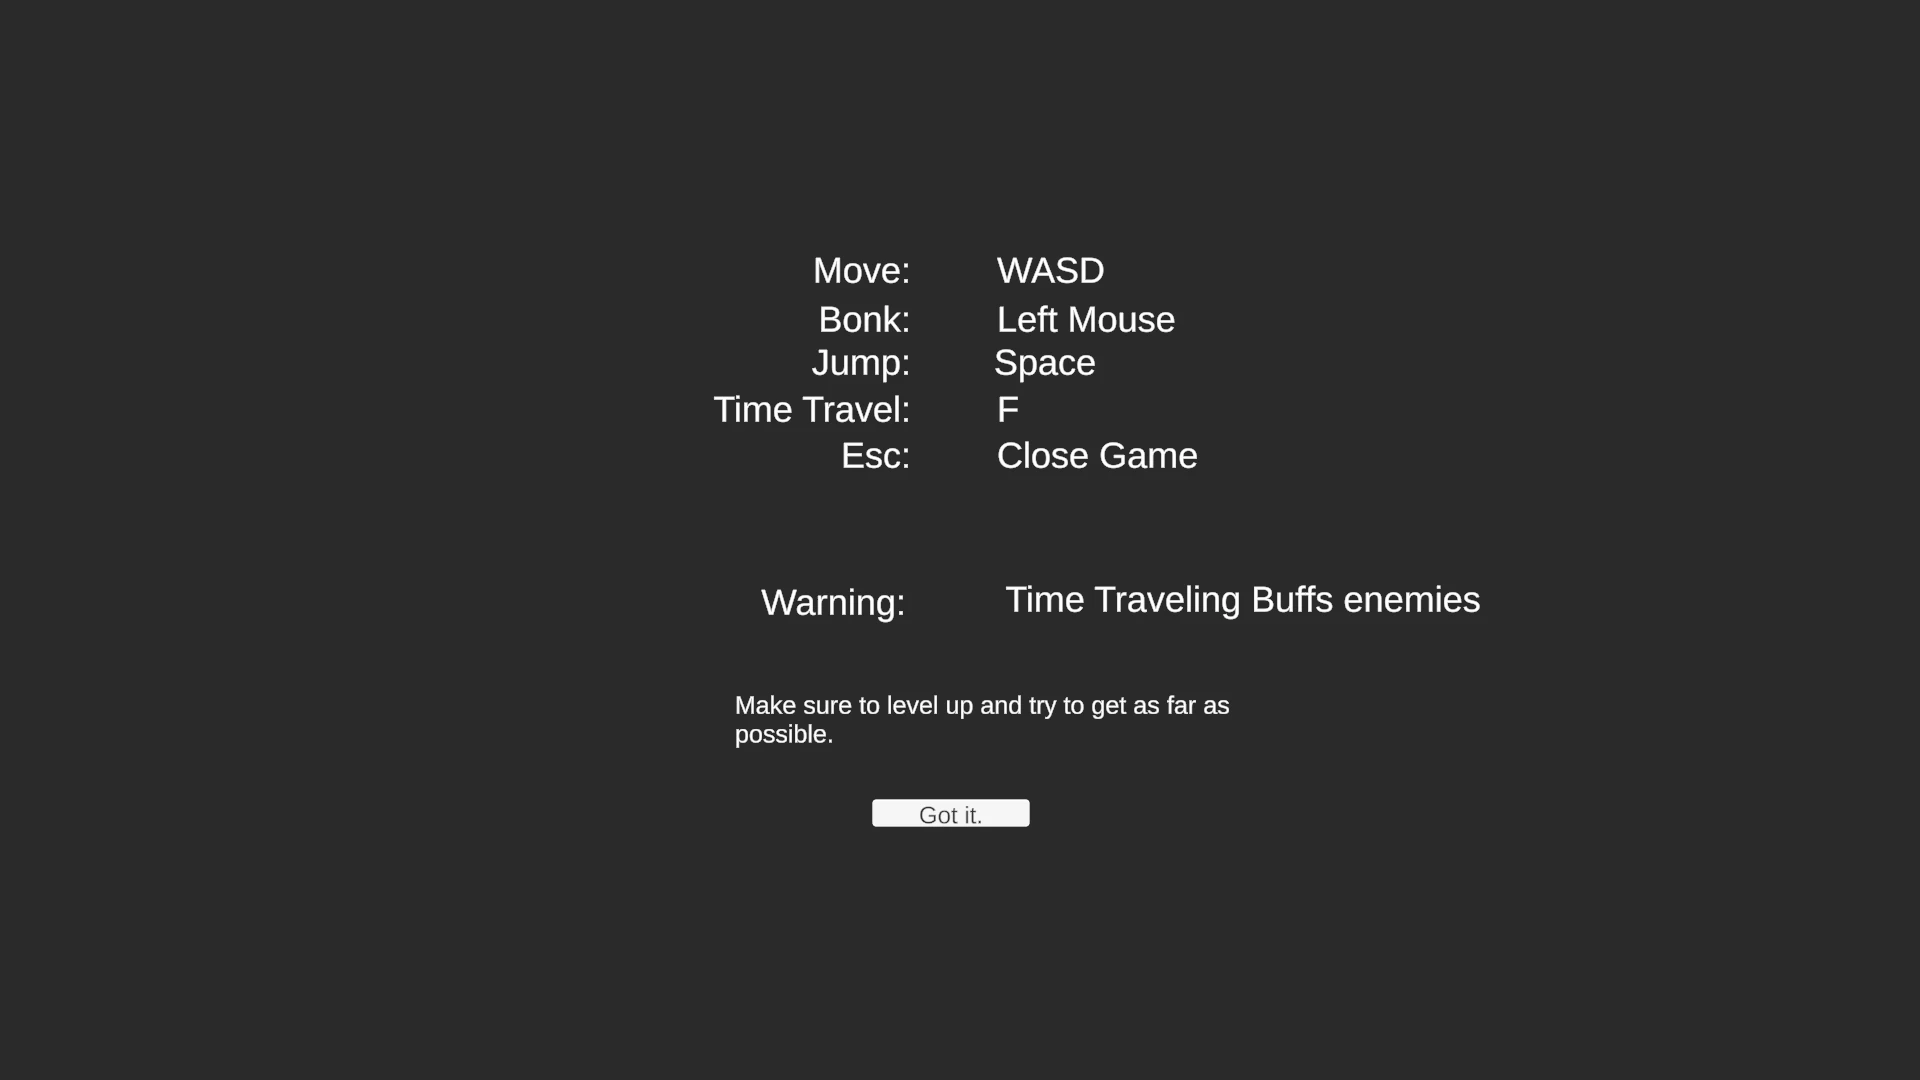 Move: WASD
Bonk: Left Mouse
Jump: Space
Time Travel: F
Esc: Close Game
Warning: Time Traveling Buffs enemies
Make sure to level up and try to get as far as
possible.
Got it.